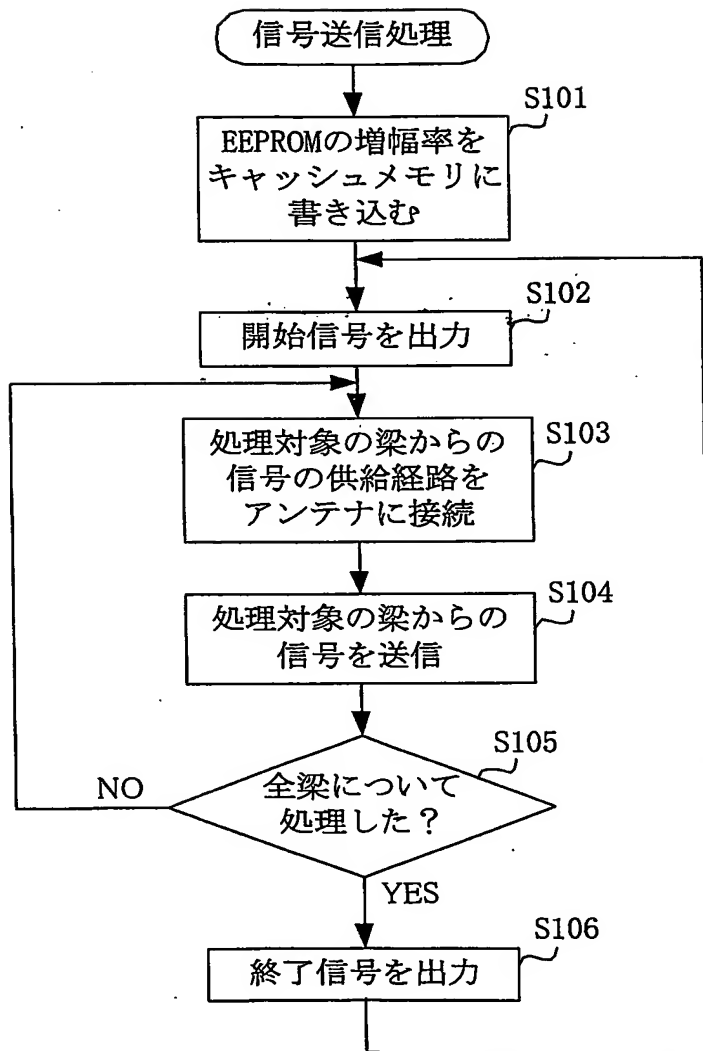 信号送信処理
S101
EEPROMの増幅率を
キャッシュメモリに
書き込む
S102
開始信号を出力
S103
処理対象の梁からの
信号の供給経路を
アンテナに接続
S104
処理対象の梁からの
信号を送信
S105
全梁について
処理した?
NO
YES
S106
終了信号を出力